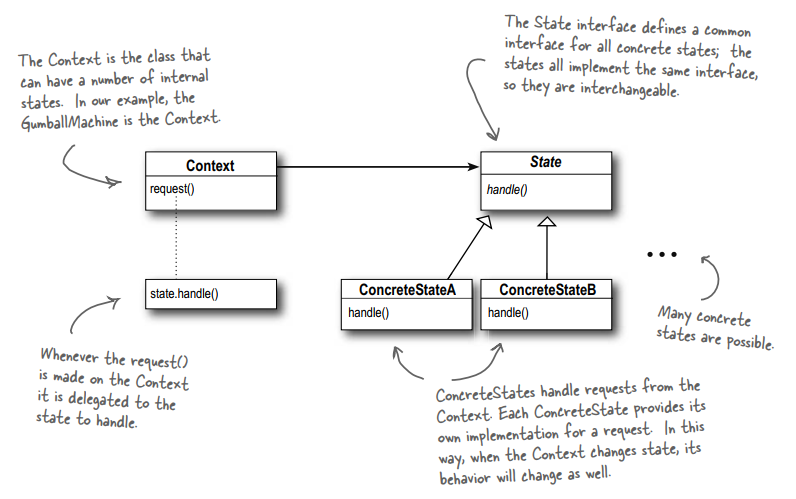 The Context is the class that
can have a number of internal
states. In our example, the
GumballMachine is the Context.
The State interface defines a common
interface for all concrete states; the
states all implement the same interface,
so they are interchangeable.
Context
request()
State
handle()
state.handle()
ConcreteStateA
handle()
ConcreteStateB
handle()
...
Many concrete
states are possible.
Whenever the request()
is made on the Context
it is delegated to the
state to handle.
ConcreteStates handle requests from the
Context. Each ConcreteState provides its
own implementation for a request. In this
way, when the Context changes state, its
behavior will change as well.